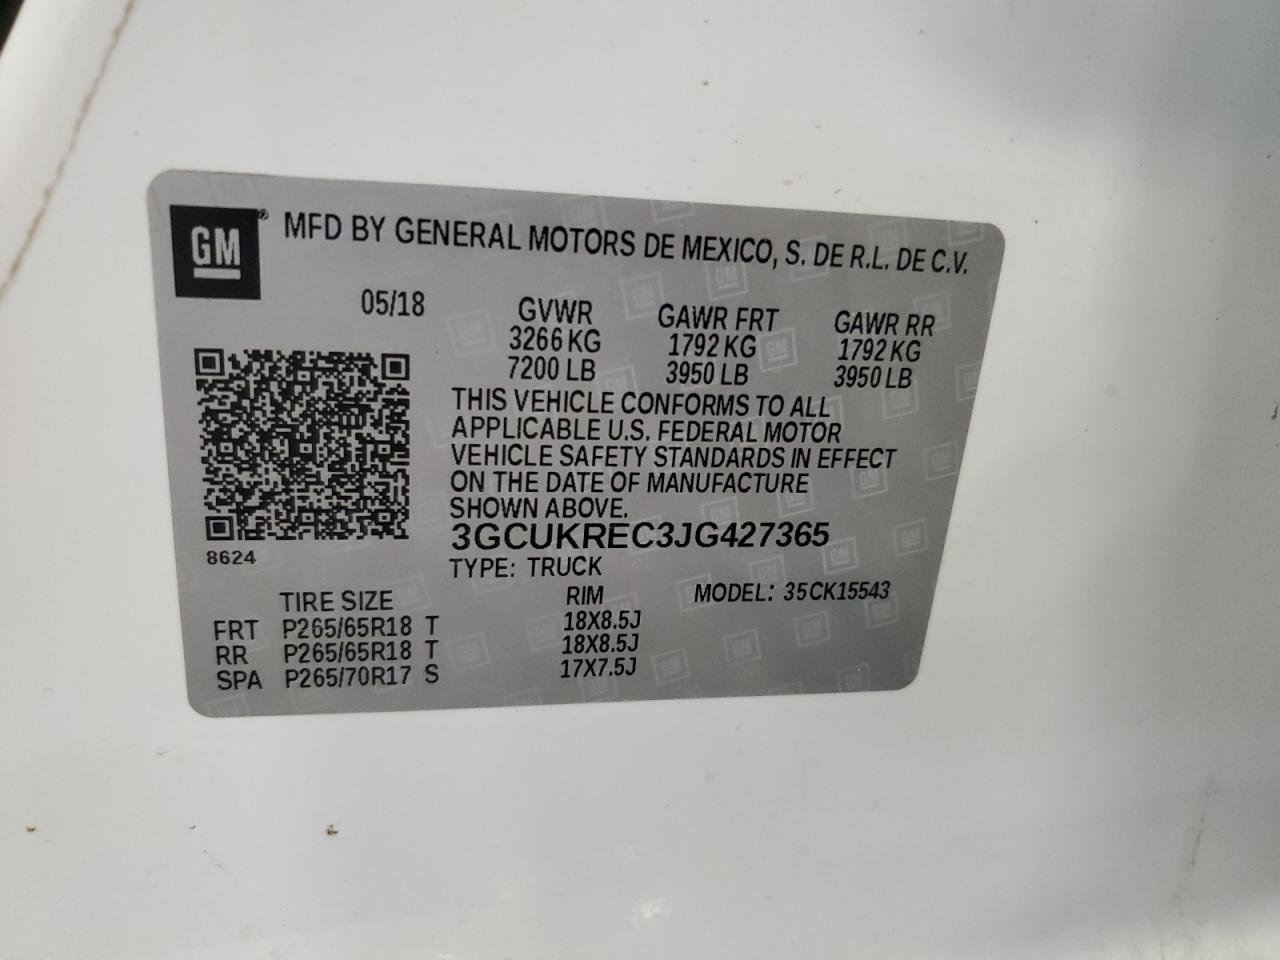 GM ® MFD BY GENERAL MOTORS DE MEXICO, S. DE R.L. DE C.V.
05/18 GVWR GAWR FRT GAWR RR
3266 KG 1792 KG 1792 KG
7200 LB 3950 LB 3950 LB
THIS VEHICLE CONFORMS TO ALL
APPLICABLE U.S. FEDERAL MOTOR
VEHICLE SAFETY STANDARDS IN EFFECT
ON THE DATE OF MANUFACTURE
SHOWN ABOVE.
3GCUKREC3JG427365
8624
TYPE: TRUCK
TIRE SIZE RIM MODEL: 35CK15543
FRT P265/65R18 T 18X8.5J
RR P265/65R18 T 18X8.5J
SPA P265/70R17 S 17X7.5J